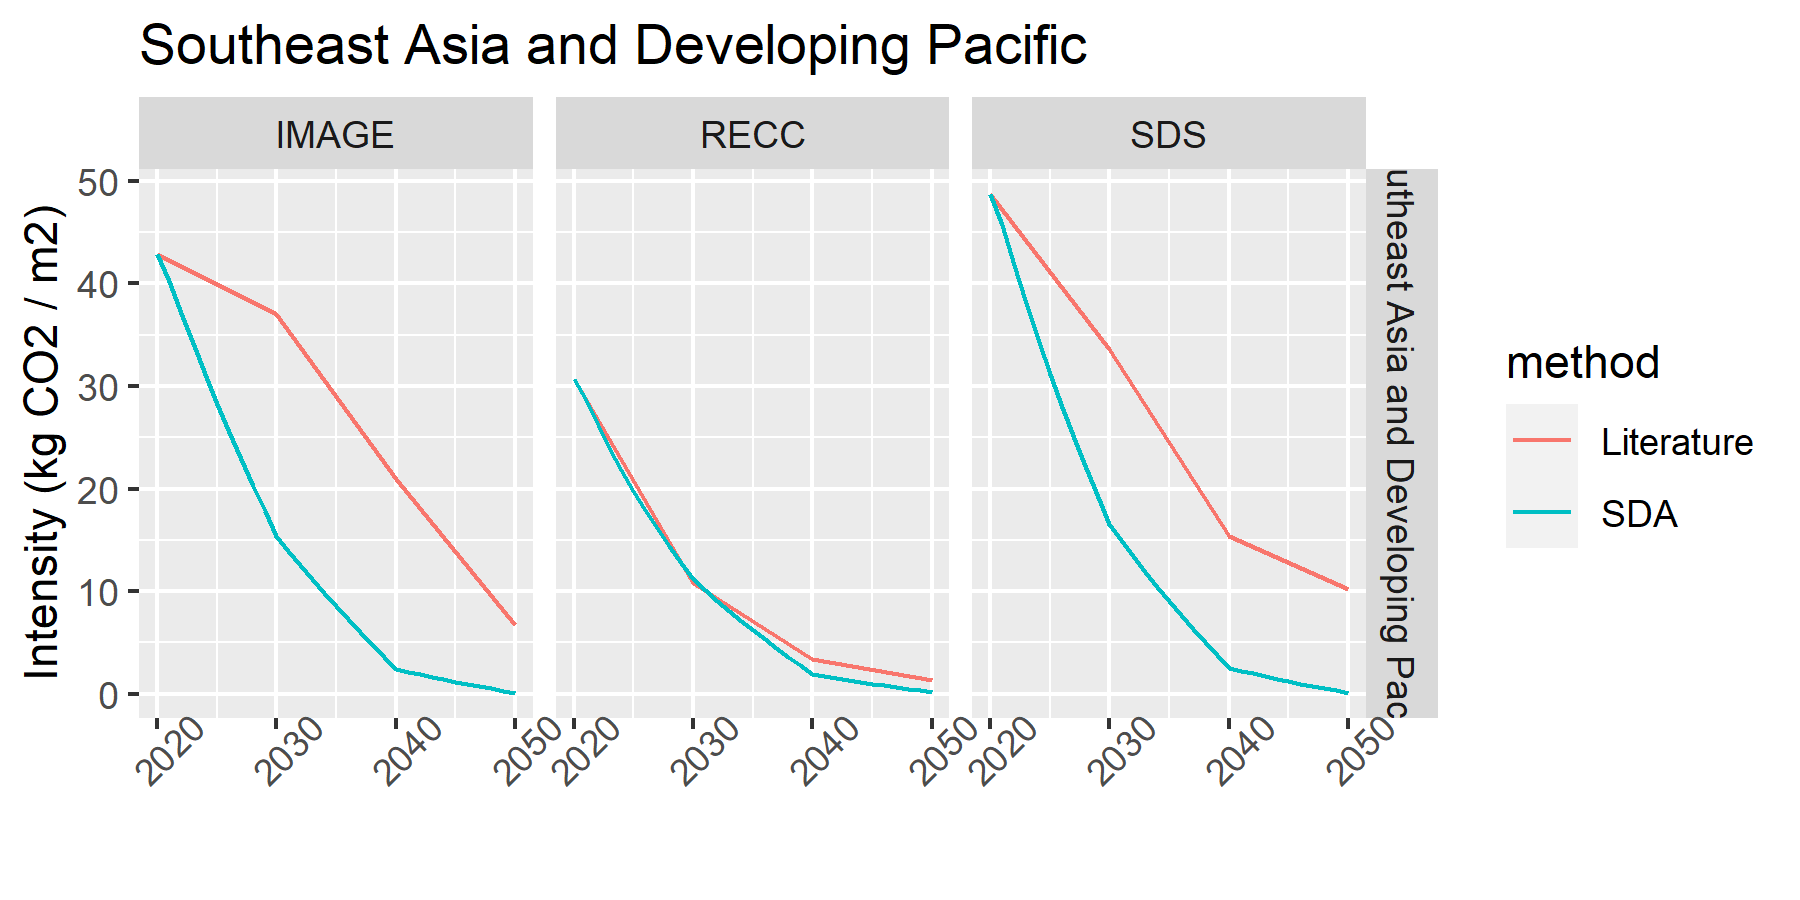 Southeast Asia and Developing Pacific
IMAGE
RECC
SDS
Intensity (kg CO2 / m2)
50
40
30
20
10
0
utheast Asia and Developing Pac
2020
2030
2040
2050
2020
2030
2040
2050
2020
2030
2040
2050
method
Literature
SDA